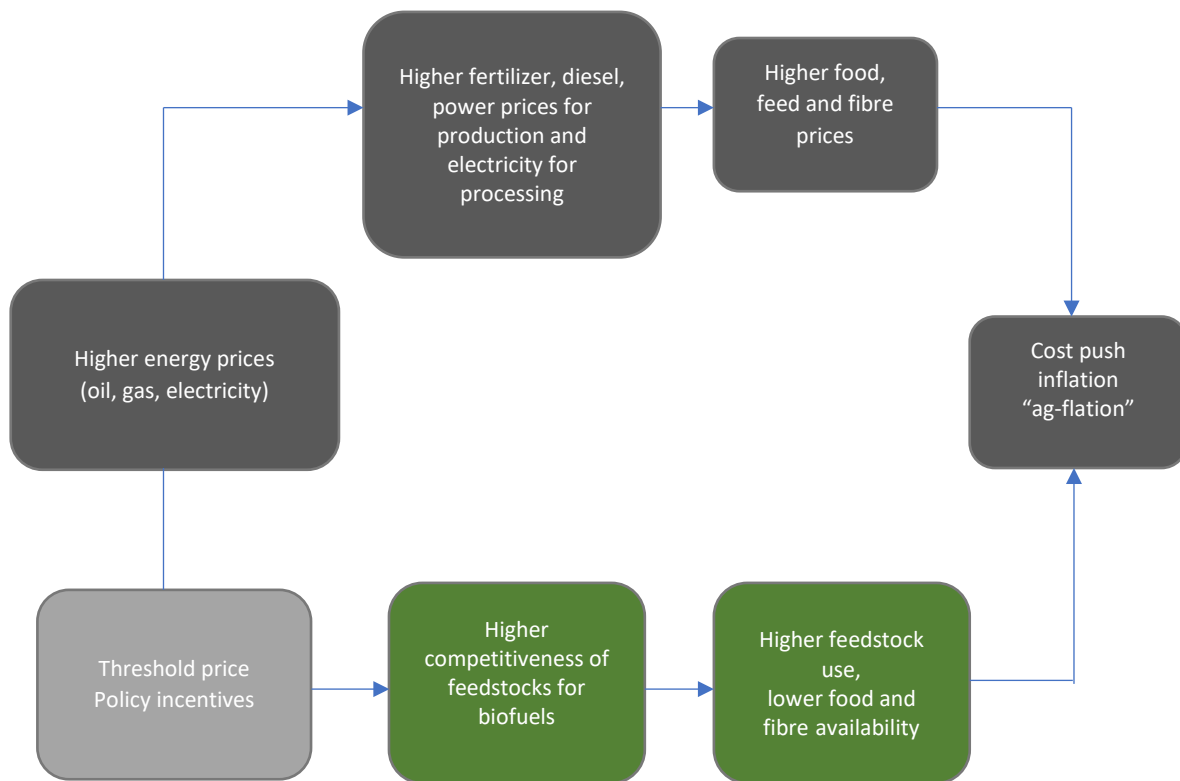 Higher fertilizer, diesel,
power prices for
production and
electricity for
processing
Higher food,
feed and fibre
prices
Higher energy prices
(oil, gas, electricity)
Cost push
inflation
“ag-flation”
Threshold price
Policy incentives
Higher
competitiveness of
feedstocks for
biofuels
Higher feedstock
use,
lower food and
fibre availability